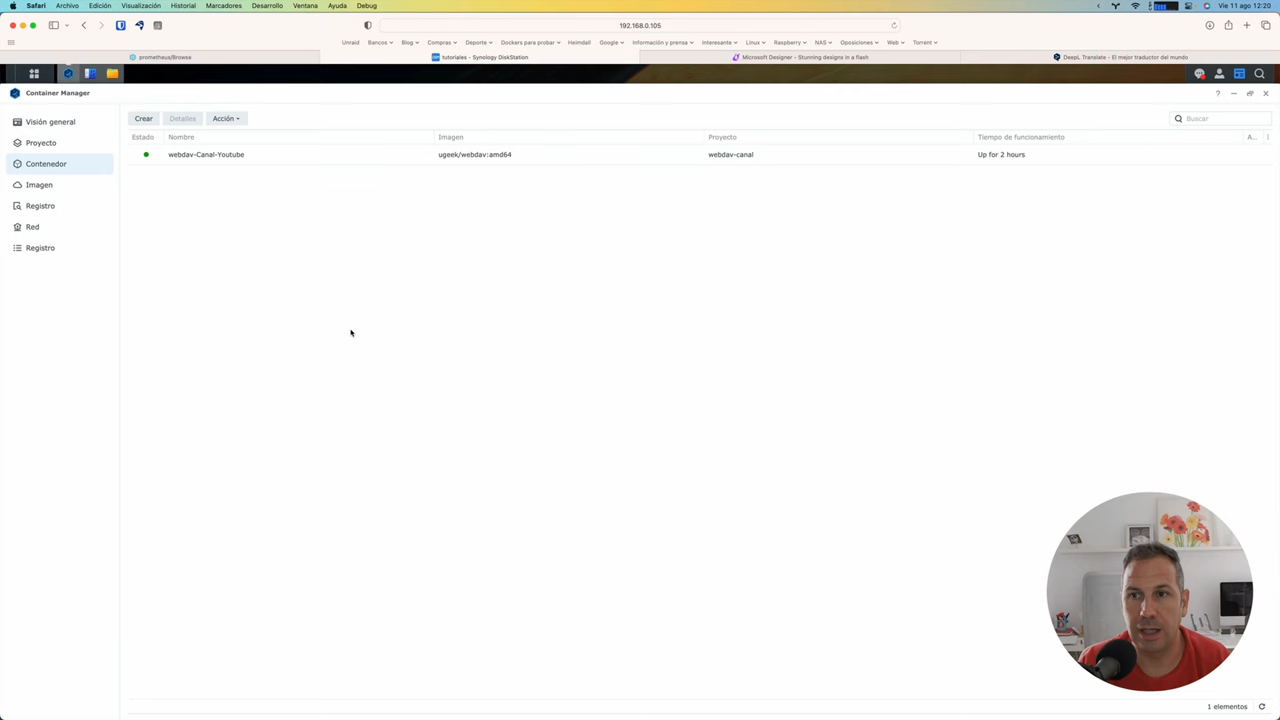 Safari Archivo Edición Visualización Historial Marcadores Desarrollo Ventana Ayuda Debug Vie 11 ago 12:20
192.168.0.105
Unraid Bancos Blog Compras Deporte Dockers para probar Heimdall Google Información y prensa Interesante Linux Raspberry NAS Oposiciones Web Torrent
prometheus/Browse tutoriales - Synology DiskStation Microsoft Designer - Stunning designs in a flash DeepL Translate - El mejor traductor del mundo
Container Manager
Visión general
Proyecto
Contenedor
Imagen
Registro
Red
Registro
Crear Detalles Acción Buscar
Estado Nombre Imagen Proyecto Tiempo de funcionamiento A...
webdav-Canal-Youtube ugeek/webdav:amd64 webdav-canal Up for 2 hours
1 elementos